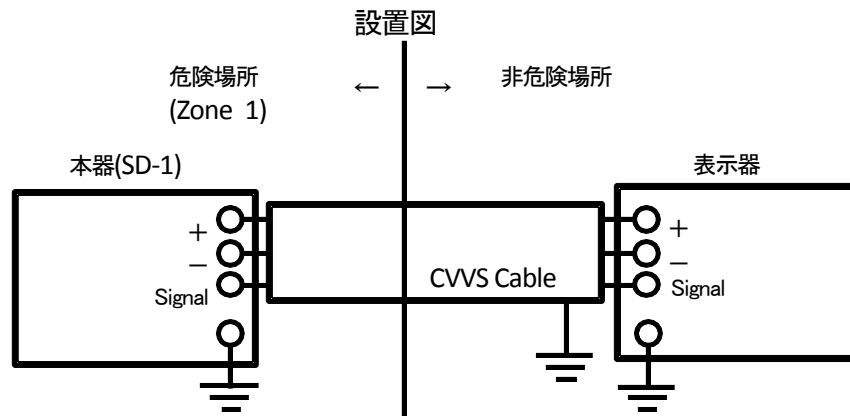 設置図
危険場所
(Zone 1)
← →
非危険場所
本器(SD-1)
表示器
+
−
Signal
CVVS Cable
+
−
Signal